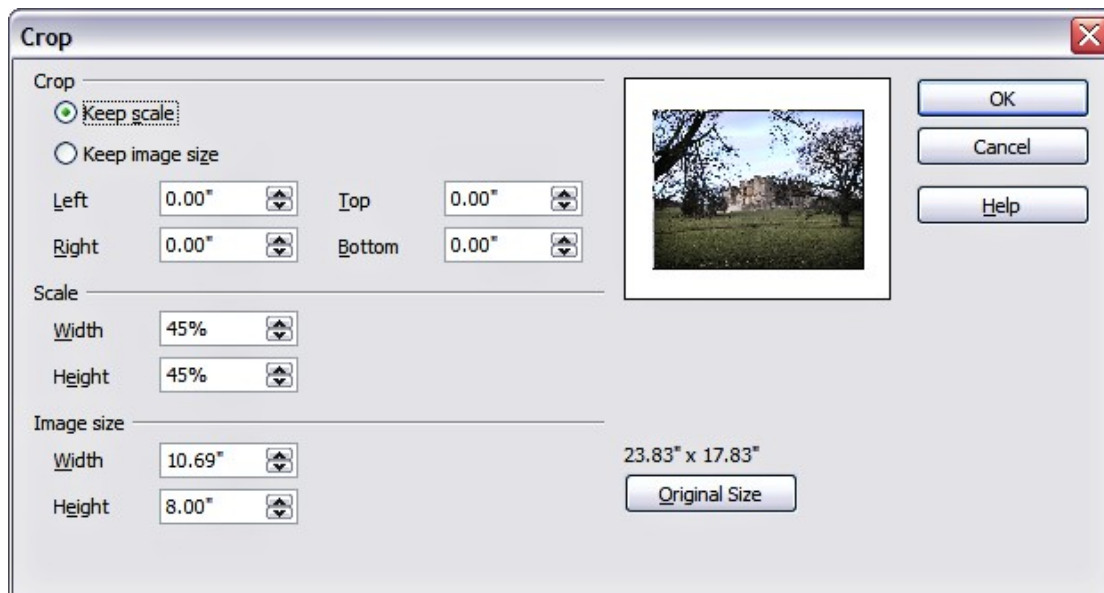 Crop
Crop
Keep scale
Keep image size
Left 0.00" Top 0.00"
Right 0.00" Bottom 0.00"
Scale
Width 45%
Height 45%
Image size
Width 10.69"
Height 8.00"
23.83" x 17.83"
Original Size
OK
Cancel
Help